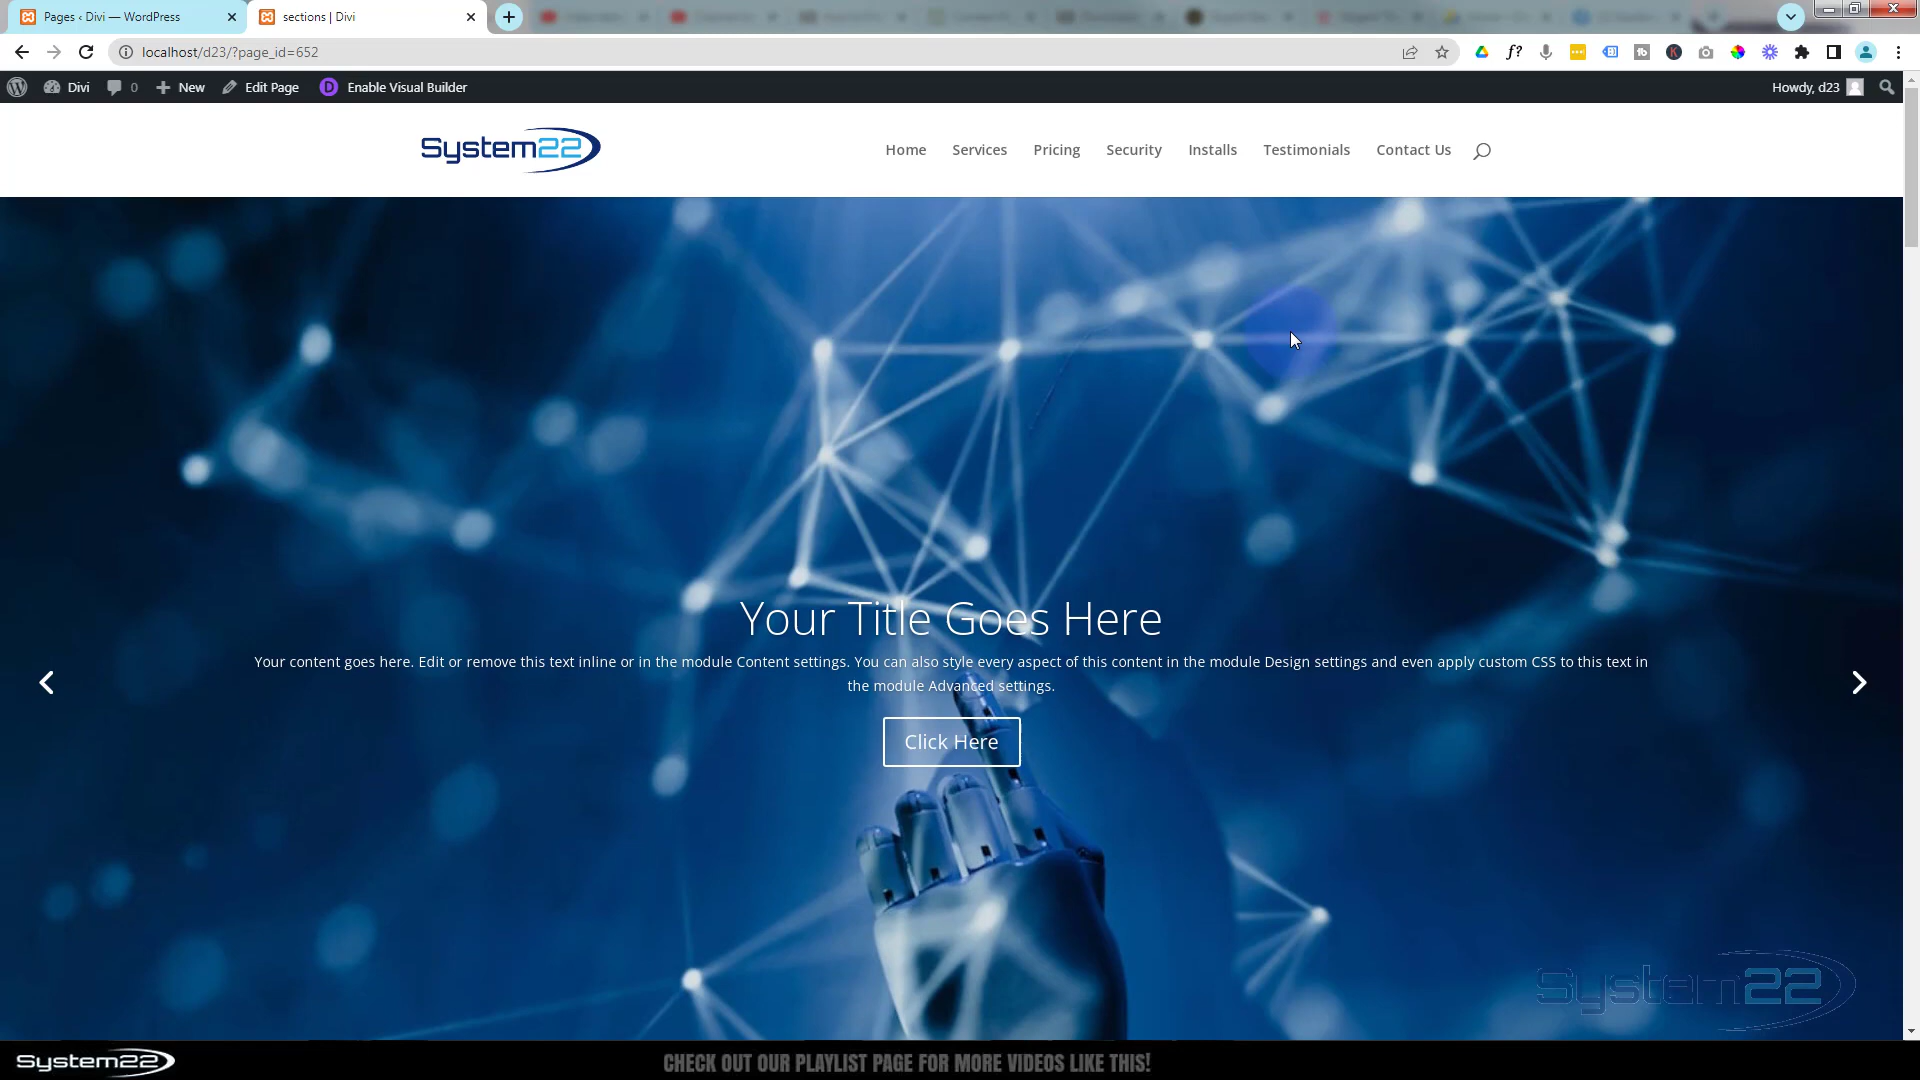 Pages ‹ Divi — WordPress
sections | Divi
localhost/d23/?page_id=652
Divi
0
New
Edit Page
Enable Visual Builder
Howdy, d23
System22
Home
Services
Pricing
Security
Installs
Testimonials
Contact Us
Your Title Goes Here
Your content goes here. Edit or remove this text inline or in the module Content settings. You can also style every aspect of this content in the module Design settings and even apply custom CSS to this text in
the module Advanced settings.
Click Here
System22
System22
CHECK OUT OUR PLAYLIST PAGE FOR MORE VIDEOS LIKE THIS!